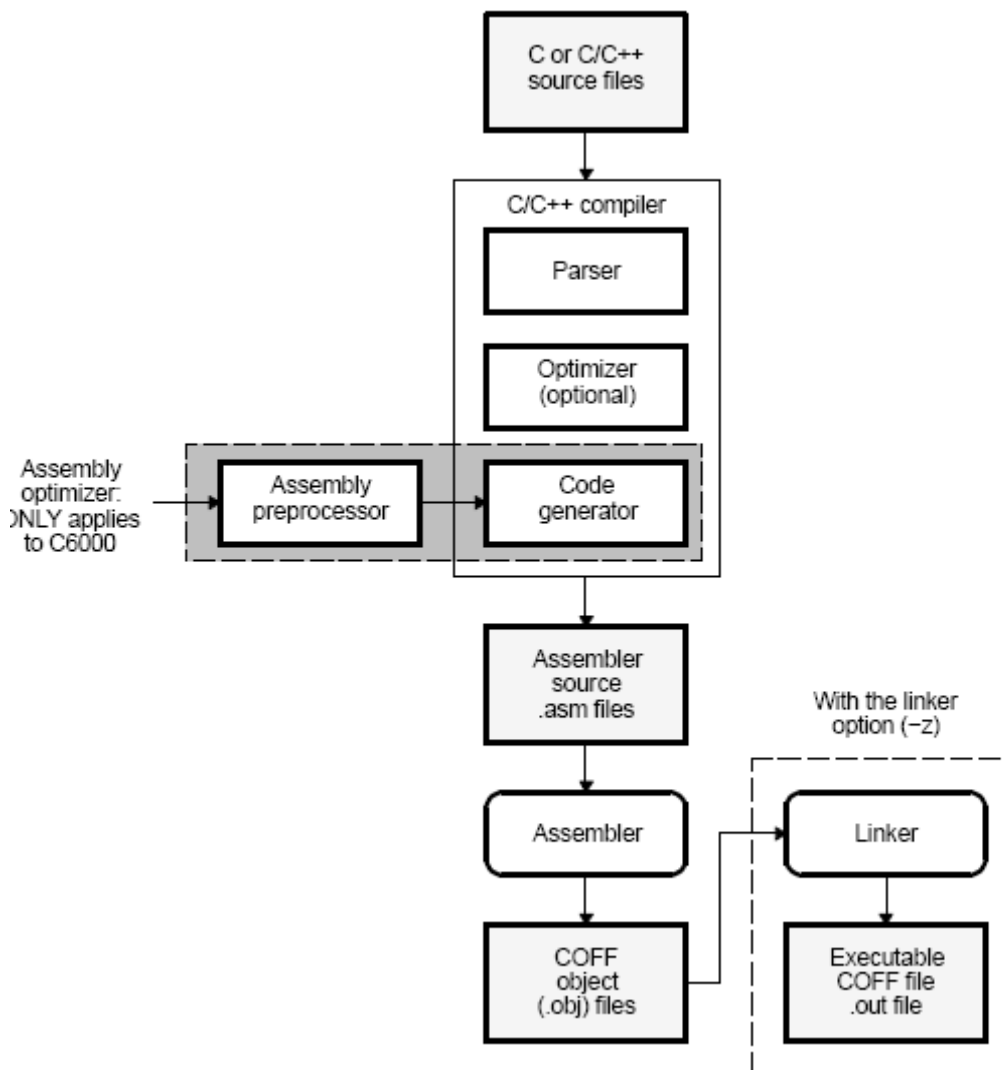 C or C/C++
source files
C/C++ compiler
Parser
Optimizer
(optional)
Assembly
optimizer:
ONLY applies
to C6000
Assembly
preprocessor
Code
generator
Assembler
source
.asm files
With the linker
option (−z)
Assembler
Linker
COFF
object
(.obj) files
Executable
COFF file
.out file